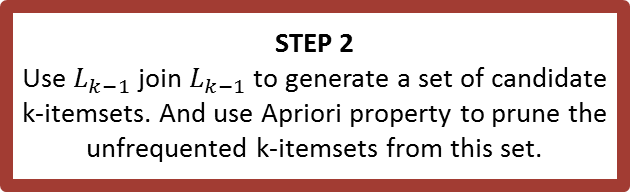 STEP 2
Use L_{k-1} join L_{k-1} to generate a set of candidate
k-itemsets. And use Apriori property to prune the
unfrequented k-itemsets from this set.